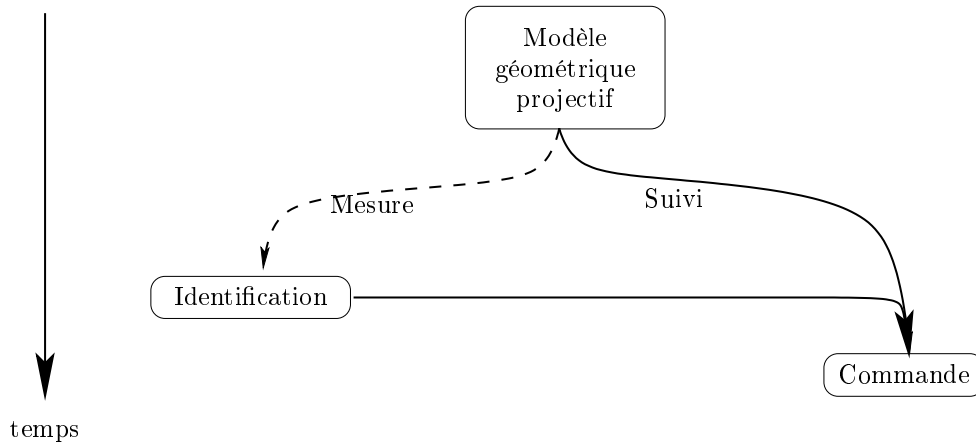 Modèle
géométrique
projectif
Mesure
Suivi
Identification
Commande
temps